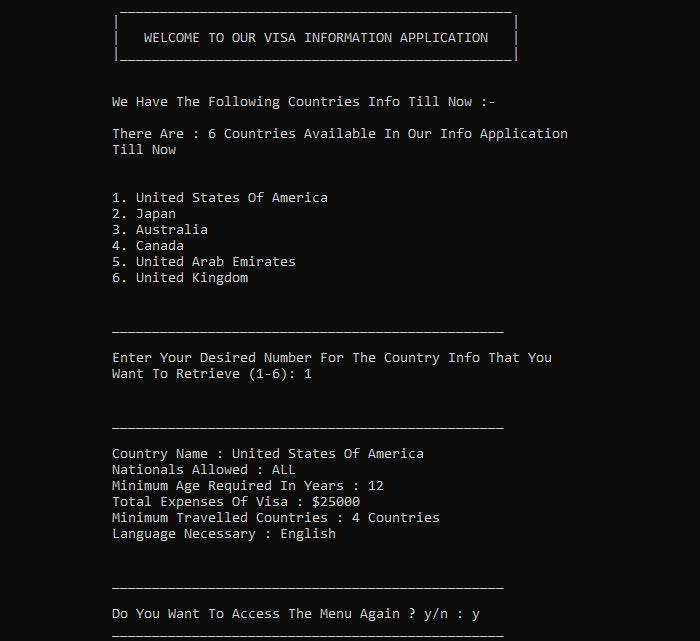 WELCOME TO OUR VISA INFORMATION APPLICATION
We Have The Following Countries Info Till Now :-
There Are : 6 Countries Available In Our Info Application
Till Now
1. United States Of America
2. Japan
3. Australia
4. Canada
5. United Arab Emirates
6. United Kingdom
Enter Your Desired Number For The Country Info That You
Want To Retrieve (1-6): 1
Country Name : United States Of America
Nationals Allowed : ALL
Minimum Age Required In Years : 12
Total Expenses Of Visa : $25000
Minimum Travelled Countries : 4 Countries
Language Necessary : English
Do You Want To Access The Menu Again ? y/n : y